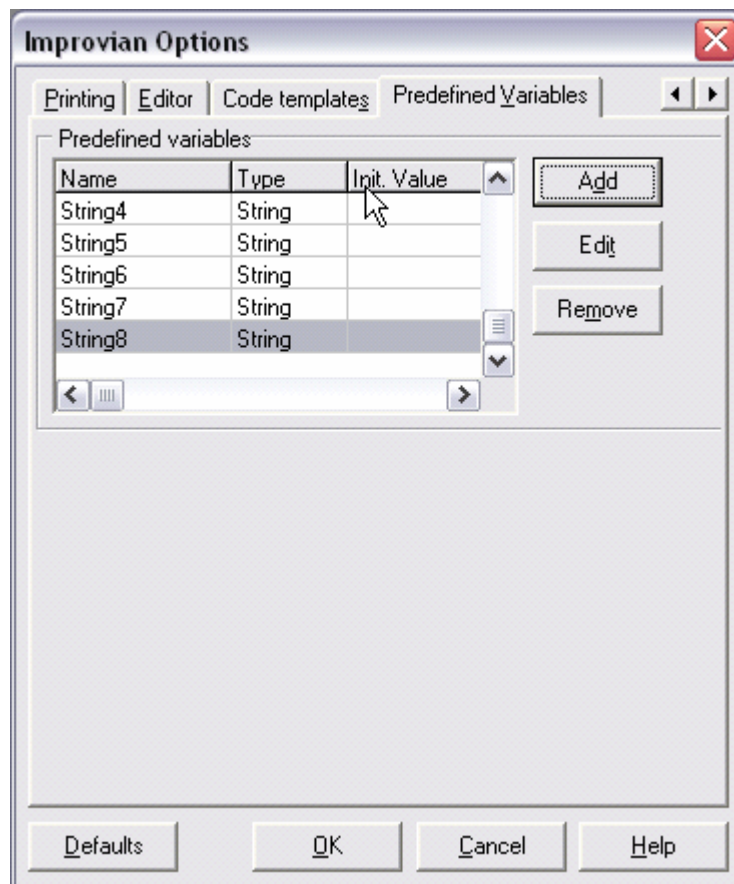 Improvian Options
Printing Editor Code templates Predefined Variables
Predefined variables
Name Type Init. Value
String4 String
String5 String
String6 String
String7 String
String8 String
Add
Edit
Remove
Defaults OK Cancel Help